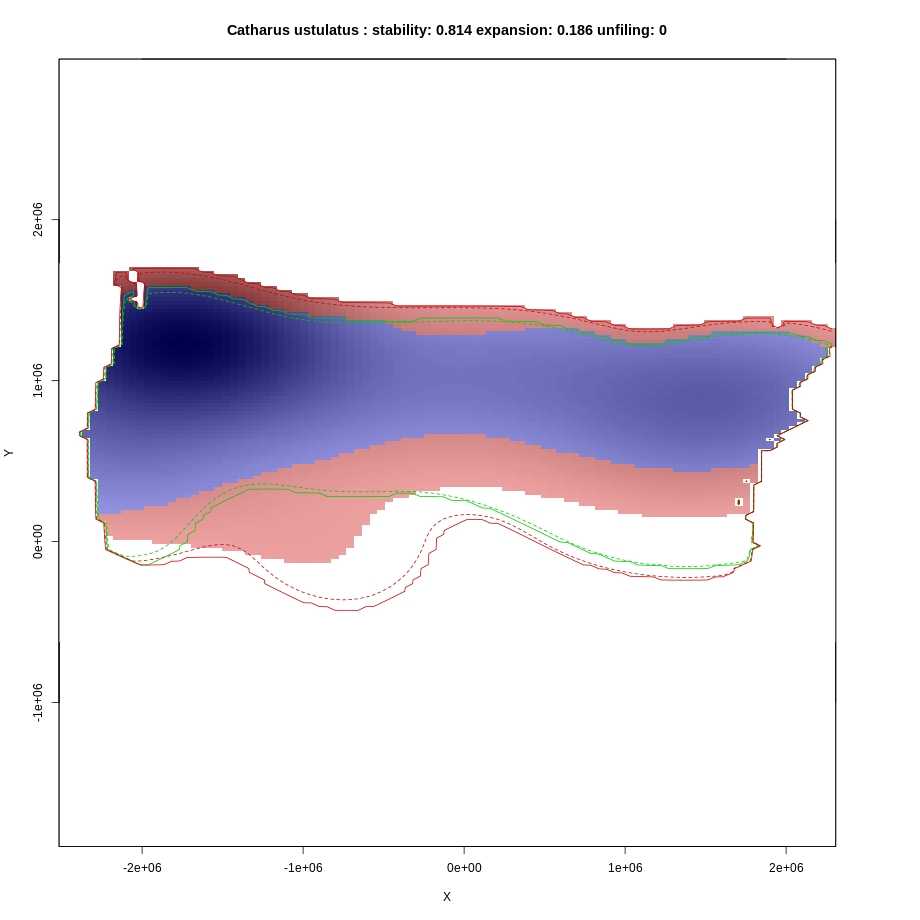 Catharus ustulatus : stability: 0.814 expansion: 0.186 unfiling: 0
2e+06
1e+06
0e+00
-1e+06
Y
-2e+06 -1e+06 0e+00 1e+06 2e+06
X